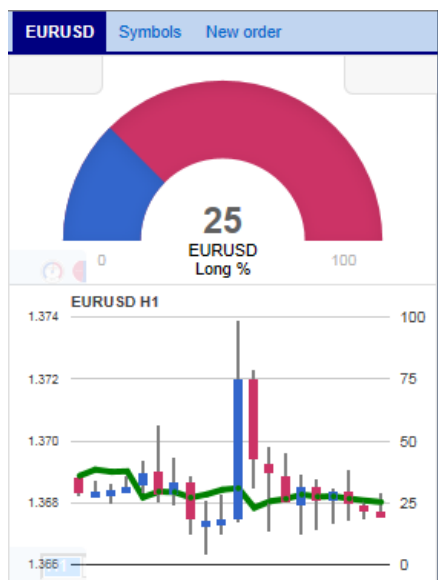 EURUSD Symbols New order
25
EURUSD
Long %
0 100
EURUSD H1
1.374 100
1.372 75
1.370 50
1.368 25
1.366 0